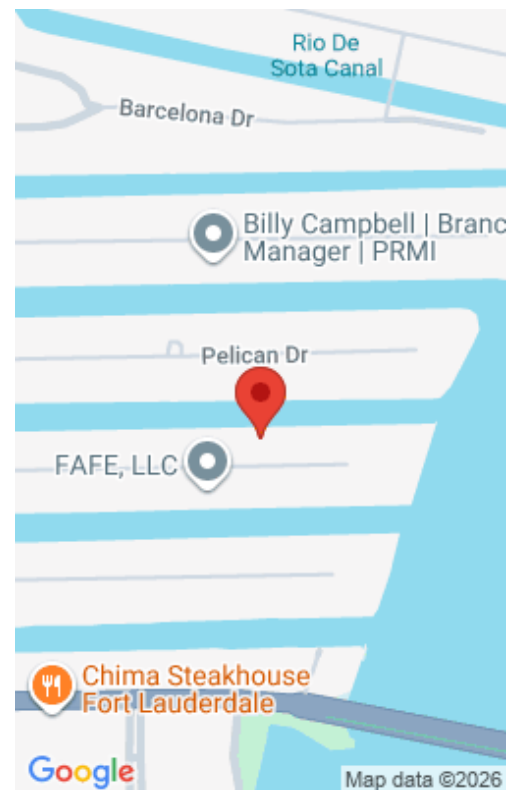 Rio De
Sota Canal
Barcelona Dr
Billy Campbell | Branc
Manager | PRMI
Pelican Dr
FAFE, LLC
Chima Steakhouse
Fort Lauderdale
Google
Map data ©2026